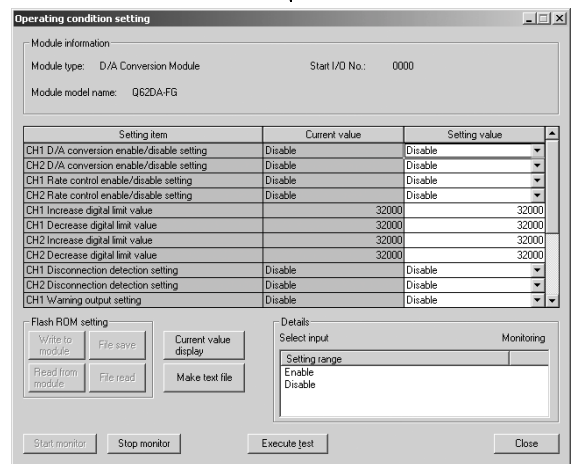 Operating condition setting
Module information
Module type: D/A Conversion Module Start I/O No.: 0000
Module model name: Q62DA-FG
Setting item Current value Setting value
CH1 D/A conversion enable/disable setting Disable Disable
CH2 D/A conversion enable/disable setting Disable Disable
CH1 Rate control enable/disable setting Disable Disable
CH2 Rate control enable/disable setting Disable Disable
CH1 Increase digital limit value 32000 32000
CH1 Decrease digital limit value 32000 32000
CH2 Increase digital limit value 32000 32000
CH2 Decrease digital limit value 32000 32000
CH1 Disconnection detection setting Disable Disable
CH1 Warning output setting Disable Disable
Flash ROM setting
Write to module
File save
Current value display
Read from module
File read
Make text file
Details
Select input Monitoring
Setting range
Enable
Disable
Start monitor Stop monitor Execute test Close